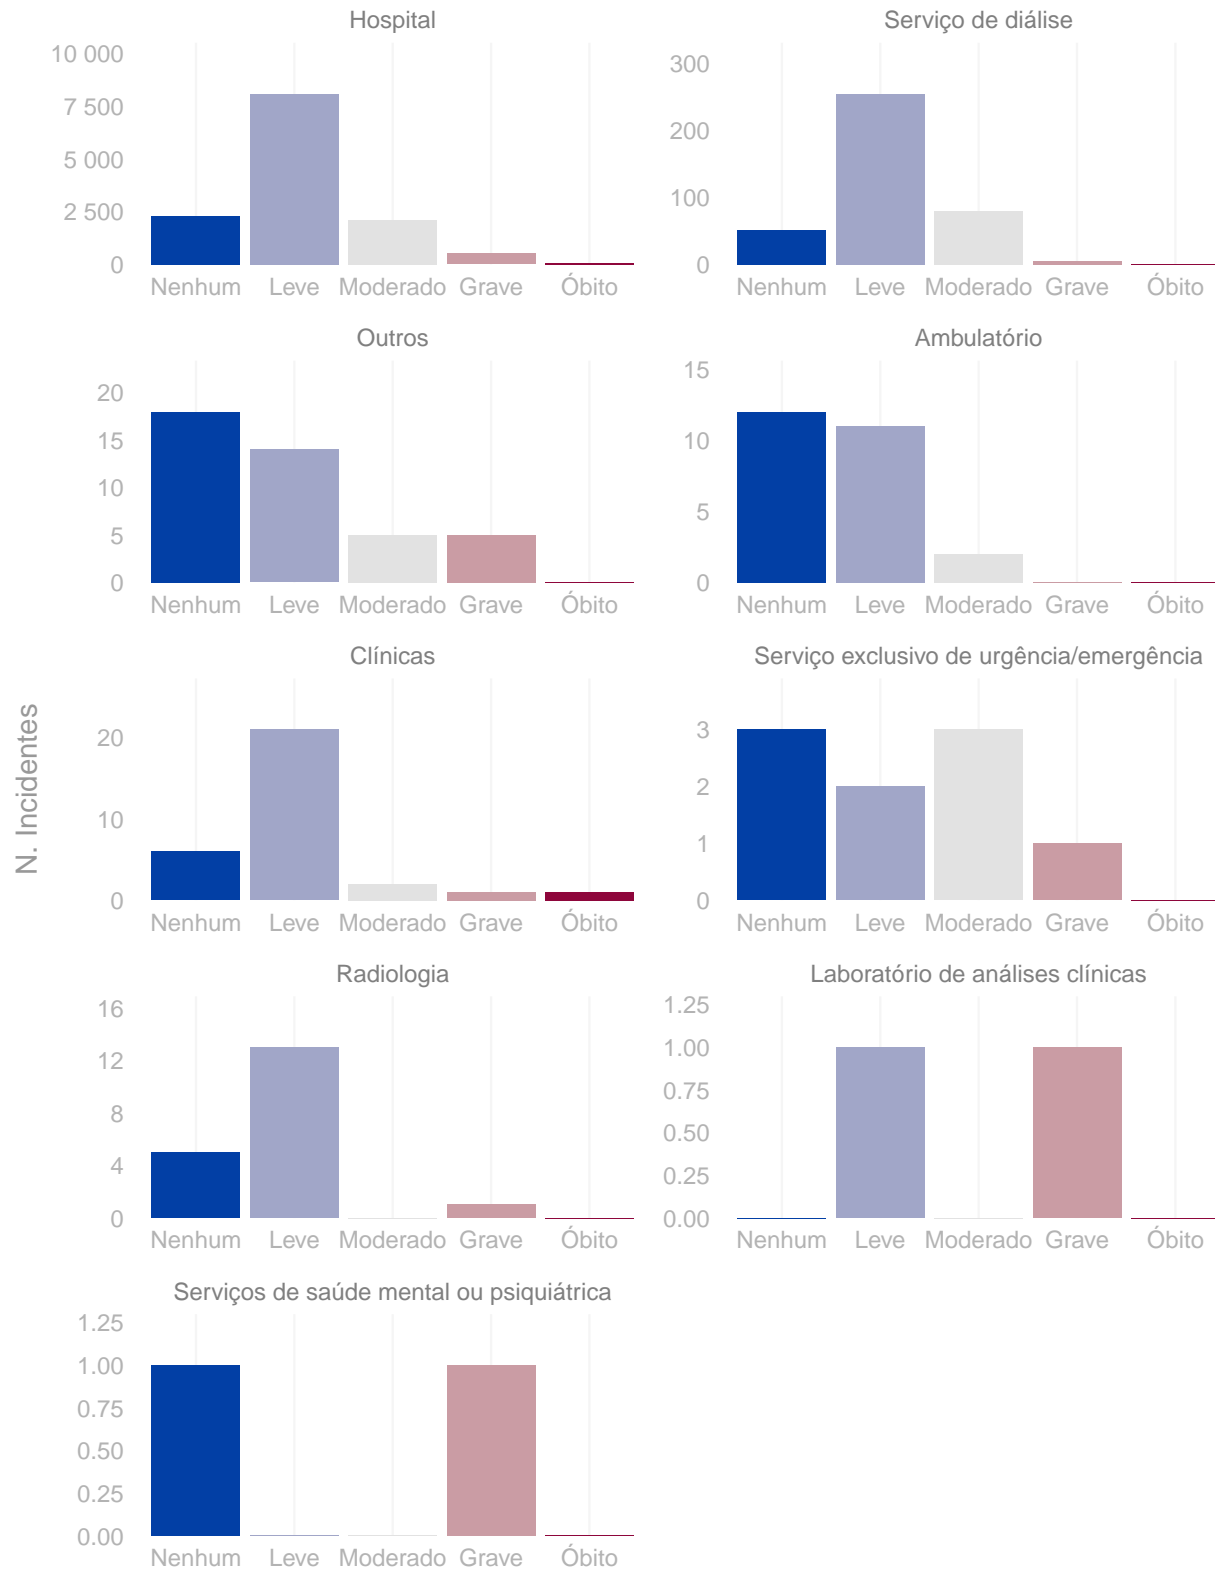 Hospital
10 000
7 500
5 000
2 500
0
Nenhum Leve Moderado Grave Óbito
Serviço de diálise
300
200
100
0
Nenhum Leve Moderado Grave Óbito
Outros
20
15
10
5
0
Nenhum Leve Moderado Grave Óbito
Ambulatório
15
10
5
0
Nenhum Leve Moderado Grave Óbito
N. Incidentes
Clínicas
20
10
0
Nenhum Leve Moderado Grave Óbito
Serviço exclusivo de urgência/emergência
3
2
1
0
Nenhum Leve Moderado Grave Óbito
Radiologia
16
12
8
4
0
Nenhum Leve Moderado Grave Óbito
Laboratório de análises clínicas
1.25
1.00
0.75
0.50
0.25
0.00
Nenhum Leve Moderado Grave Óbito
Serviços de saúde mental ou psiquiátrica
1.25
1.00
0.75
0.50
0.25
0.00
Nenhum Leve Moderado Grave Óbito